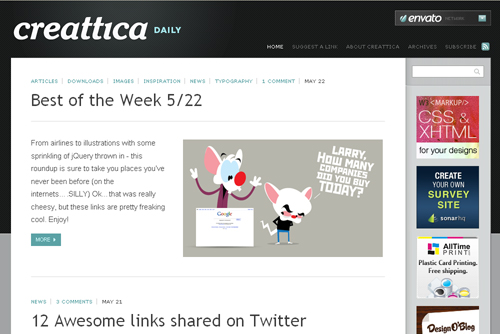 creattica DAILY
envato NETWORK
HOME SUGGEST A LINK ABOUT CREATTICA ARCHIVES SUBSCRIBE
ARTICLES DOWNLOADS IMAGES INSPIRATION NEWS TYPOGRAPHY 1 COMMENT MAY 22
Best of the Week 5/22
From airlines to illustrations with some
sprinkling of jQuery thrown in - this
roundup is sure to take you places you've
never been before (on the
internets.... SILLY) Ok... that was really
cheesy, but these links are pretty freaking
cool. Enjoy!
MORE
LARRY,
HOW MANY
COMPANIES
DID YOU BUY
TODAY?
Google
NEWS 3 COMMENTS MAY 21
12 Awesome links shared on Twitter
W3 MARKUP/>
CSS &
XHTML
for your designs
CREATE
YOUR OWN
SURVEY
SITE
sonarhq
AllTime
PRINT
Plastic Card Printing.
Free shipping.
Design O'Blog